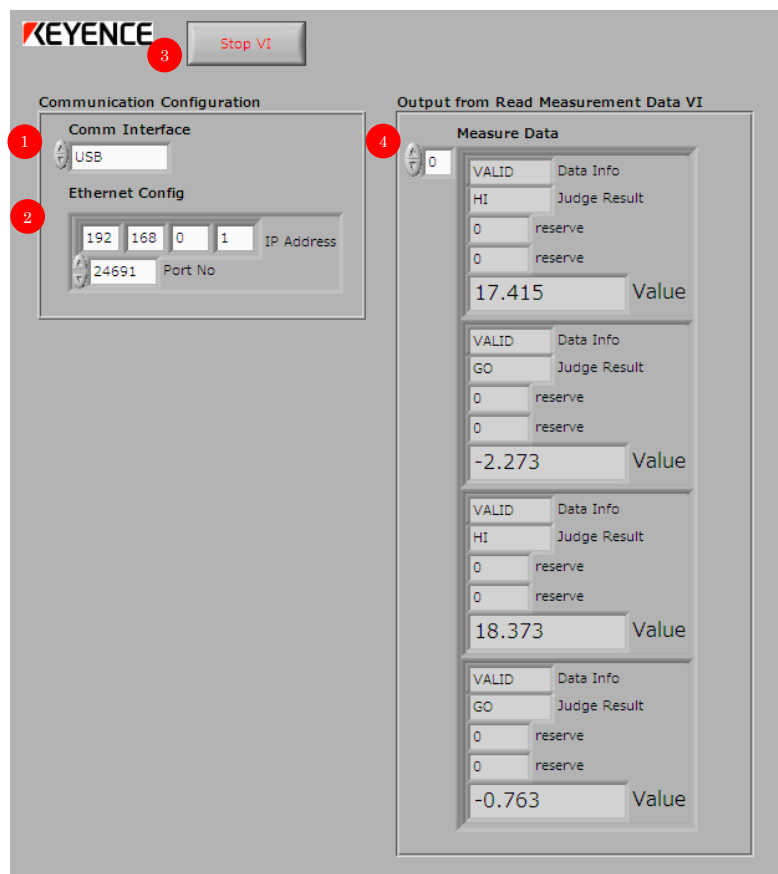 KEYENCE
3
Stop VI
Communication Configuration
1
Comm Interface
USB
2
Ethernet Config
192 168 0 1 IP Address
24691 Port No
Output from Read Measurement Data VI
4
Measure Data
0
VALID Data Info
HI Judge Result
0 reserve
0 reserve
17.415 Value
VALID Data Info
GO Judge Result
0 reserve
0 reserve
-2.273 Value
VALID Data Info
HI Judge Result
0 reserve
0 reserve
18.373 Value
VALID Data Info
GO Judge Result
0 reserve
0 reserve
-0.763 Value